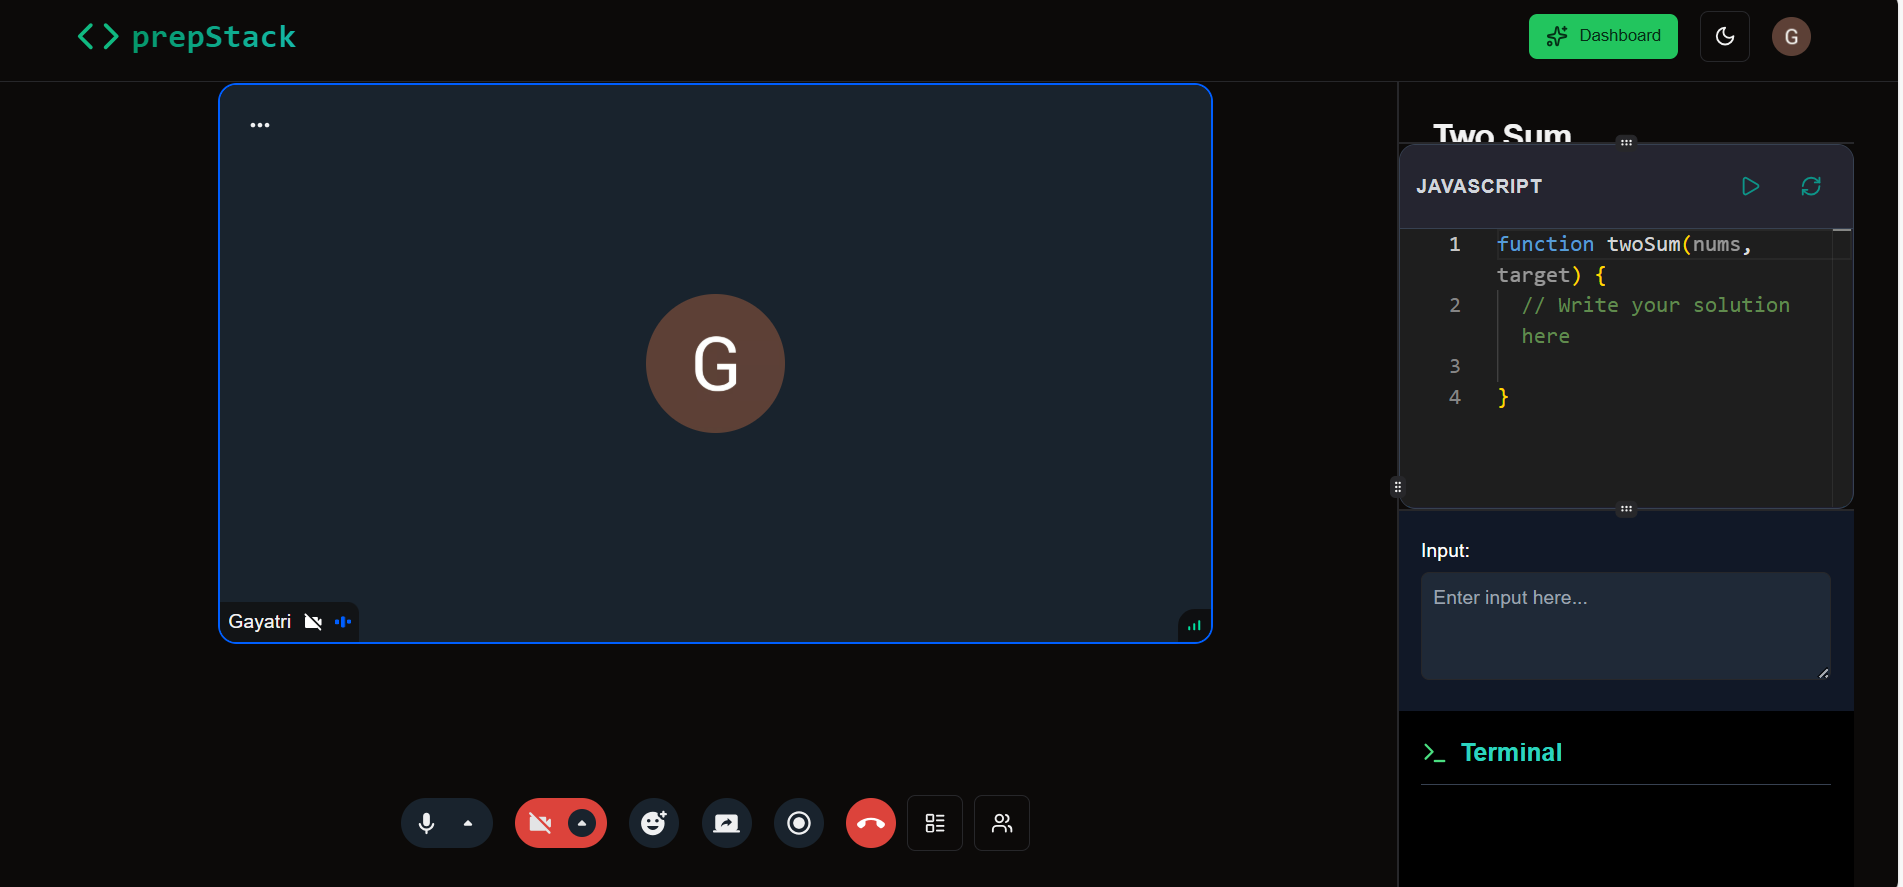 <> prepStack
Dashboard
G
Two Sum
JAVASCRIPT
1 function twoSum(nums,
target) {
2 // Write your solution
here
3
4 }
G
Gayatri
Input:
Enter input here...
>_ Terminal